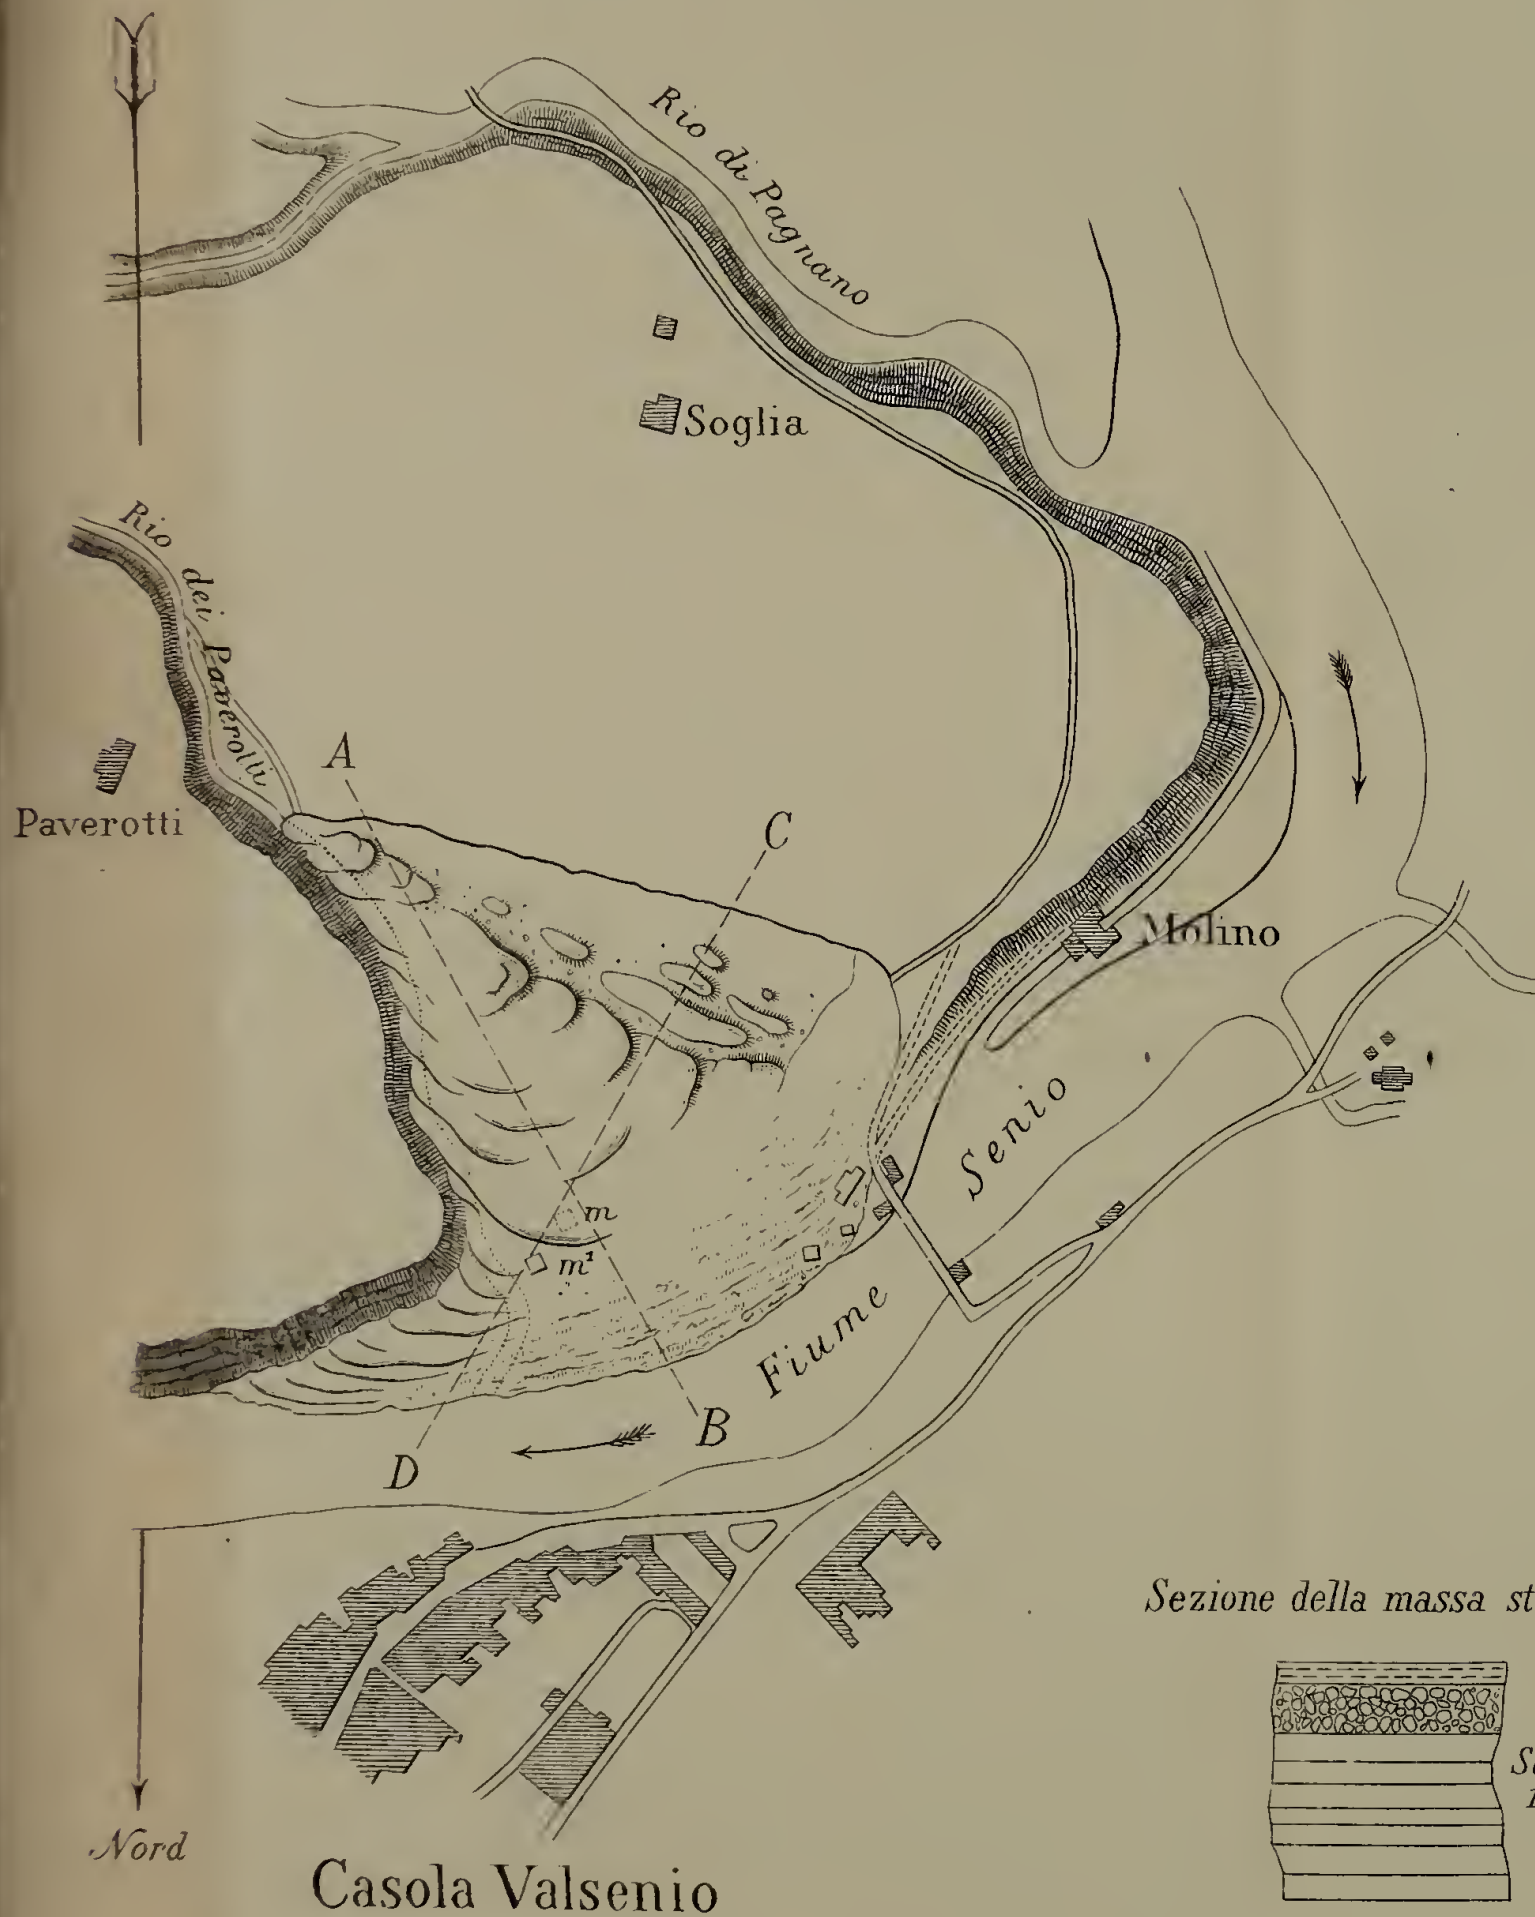 Rio di Pagnano
Soglia
Rio dei Paverotti
A
Paverotti
C
Molino
Senio
m
m¹
Fiume
B
D
Sezione della massa st
Nord
Casola Valsenio